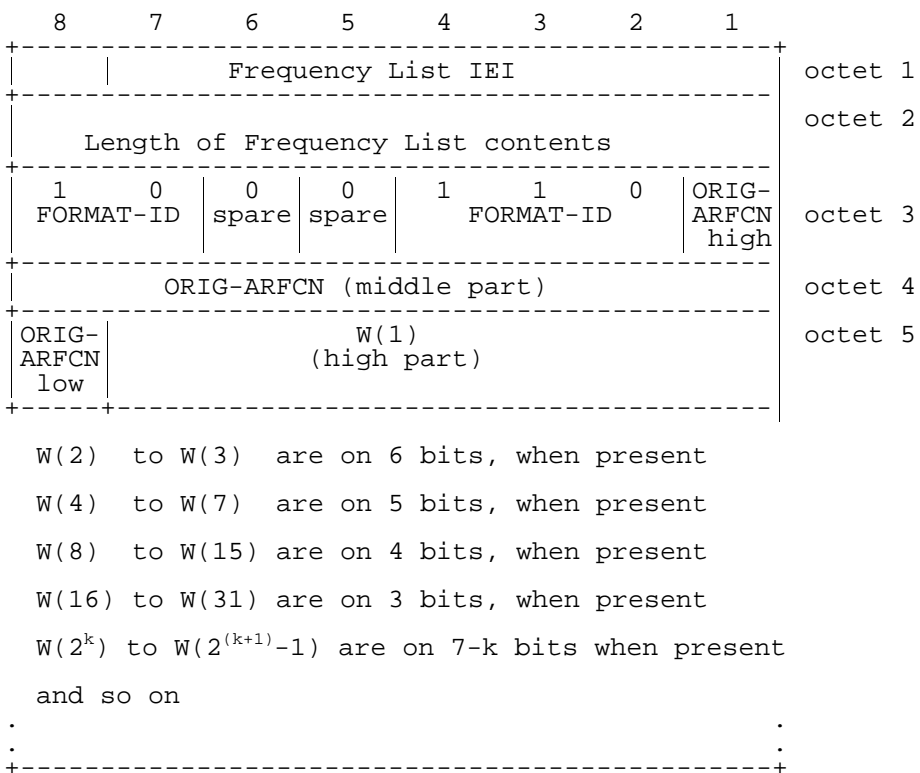 8 7 6 5 4 3 2 1
+-----------------------------------------------+
| | Frequency List IEI | octet 1
+-----------------------------------------------
| | octet 2
| Length of Frequency List contents |
+-----------------------------------------------
| 1 0 | 0 | 0 | 1 1 0 | ORIG- |
| FORMAT-ID | spare | spare | FORMAT-ID | ARFCN | octet 3
| | | | | high |
+-----------------------------------------------
| ORIG-ARFCN (middle part) | octet 4
+-----------------------------------------------
| ORIG- | W(1) | octet 5
| ARFCN | (high part) |
| low | |
+-----+-----------------------------------------
W(2) to W(3) are on 6 bits, when present
W(4) to W(7) are on 5 bits, when present
W(8) to W(15) are on 4 bits, when present
W(16) to W(31) are on 3 bits, when present
W(2^k) to W(2^(k+1)-1) are on 7-k bits when present
and so on
. .
. .
+-----------------------------------------------+